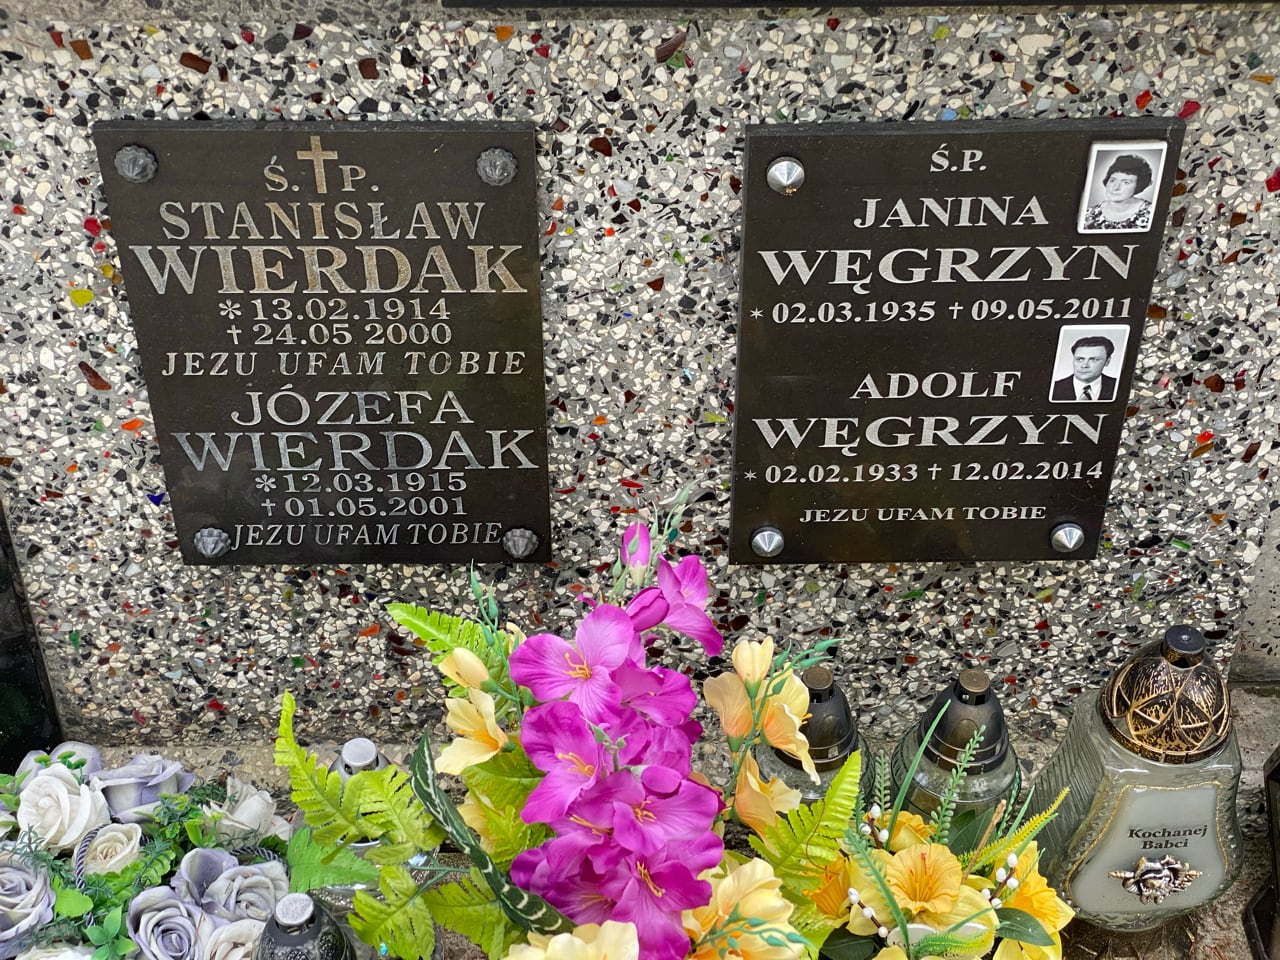 Ś. P.
STANISŁAW
WIERDAK
* 13.02.1914
† 24.05.2000
JEZU UFAM TOBIE
JÓZEFA
WIERDAK
* 12.03.1915
† 01.05.2001
JEZU UFAM TOBIE
Ś.P.
JANINA
WĘGRZYN
* 02.03.1935 † 09.05.2011
ADOLF
WĘGRZYN
* 02.02.1933 † 12.02.2014
JEZU UFAM TOBIE
Kochanej
Babci